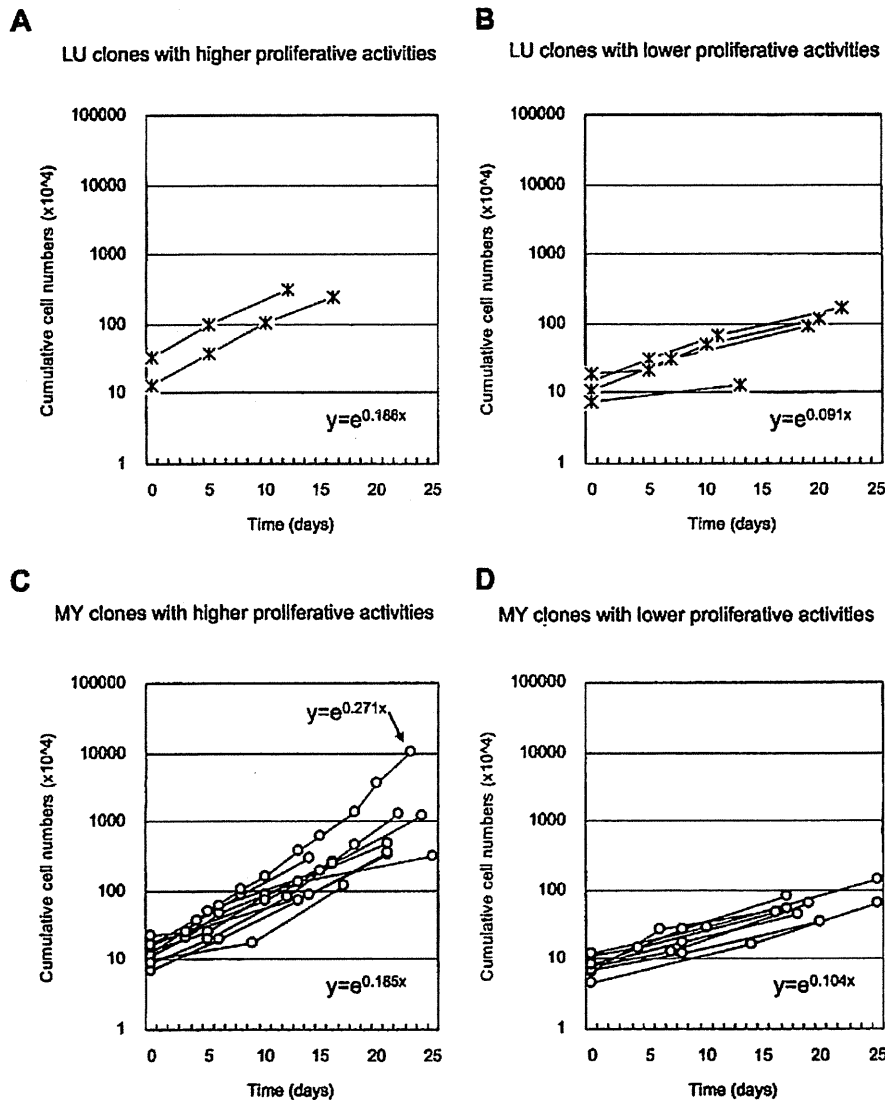 A
LU clones with higher proliferative activities
Cumulative cell numbers (x10^4)
100000
10000
1000
100
10
1
y=e0.186x
0 5 10 15 20 25
Time (days)
B
LU clones with lower proliferative activities
Cumulative cell numbers (x10^4)
100000
10000
1000
100
10
1
y=e0.091x
0 5 10 15 20 25
Time (days)
C
MY clones with higher proliferative activities
Cumulative cell numbers (x10^4)
100000
10000
1000
100
10
1
y=e0.271x
y=e0.185x
0 5 10 15 20 25
Time (days)
D
MY clones with lower proliferative activities
Cumulative cell numbers (x10^4)
100000
10000
1000
100
10
1
y=e0.104x
0 5 10 15 20 25
Time (days)